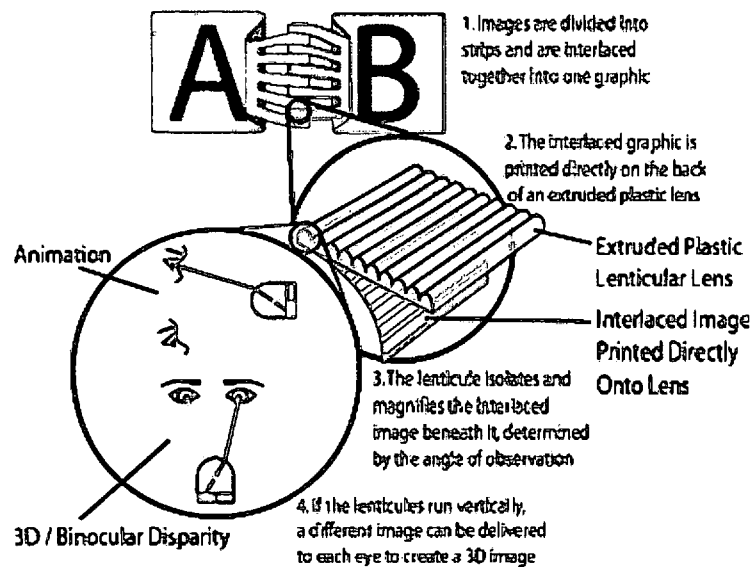 A B
1. Images are divided into
strips and are interlaced
together into one graphic
2. The interlaced graphic is
printed directly on the back
of an extruded plastic lens
Animation
Extruded Plastic
Lenticular Lens
Interlaced Image
Printed Directly
Onto Lens
3. The lenticule isolates and
magnifies the interlaced
image beneath it, determined
by the angle of observation
4. If the lenticules run vertically,
a different image can be delivered
to each eye to create a 3D image
3D / Binocular Disparity